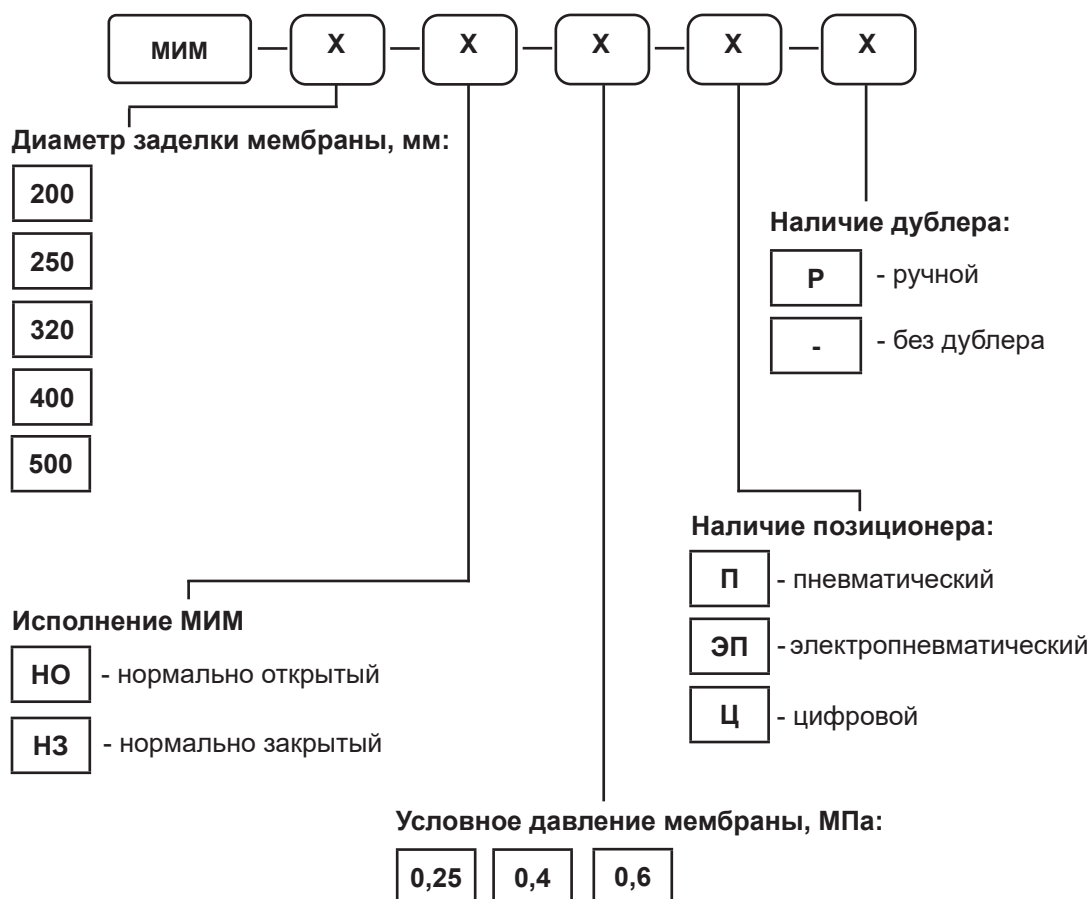 МИМ – X – X – X – X – X
Диаметр заделки мембраны, мм:
200
250
320
400
500
Наличие дублера:
Р - ручной
- - без дублера
Наличие позиционера:
П - пневматический
ЭП - электропневматический
Ц - цифровой
Исполнение МИМ
НО - нормально открытый
НЗ - нормально закрытый
Условное давление мембраны, МПа:
0,25 0,4 0,6